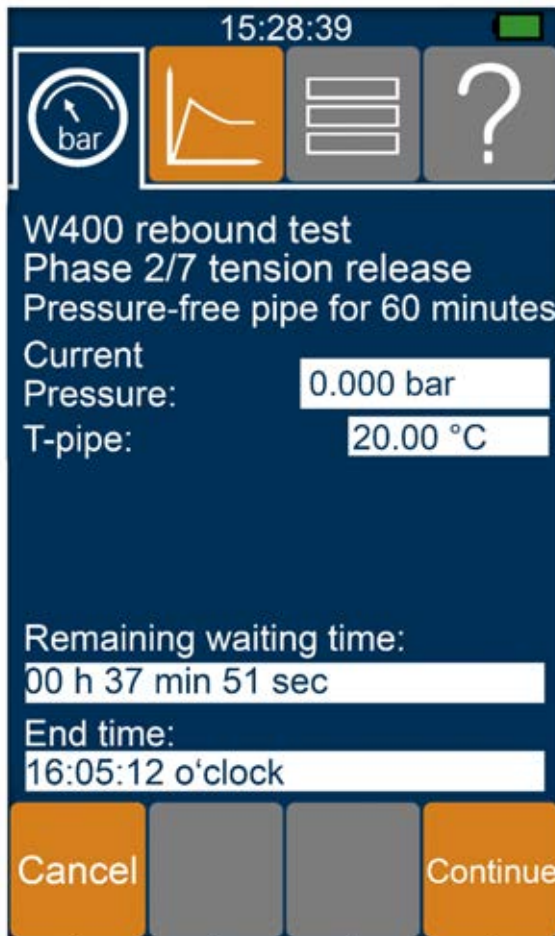 15:28:39
bar
?
W400 rebound test
Phase 2/7 tension release
Pressure-free pipe for 60 minutes
Current
Pressure: 0.000 bar
T-pipe: 20.00 °C
Remaining waiting time:
00 h 37 min 51 sec
End time:
16:05:12 o‘clock
Cancel Continue